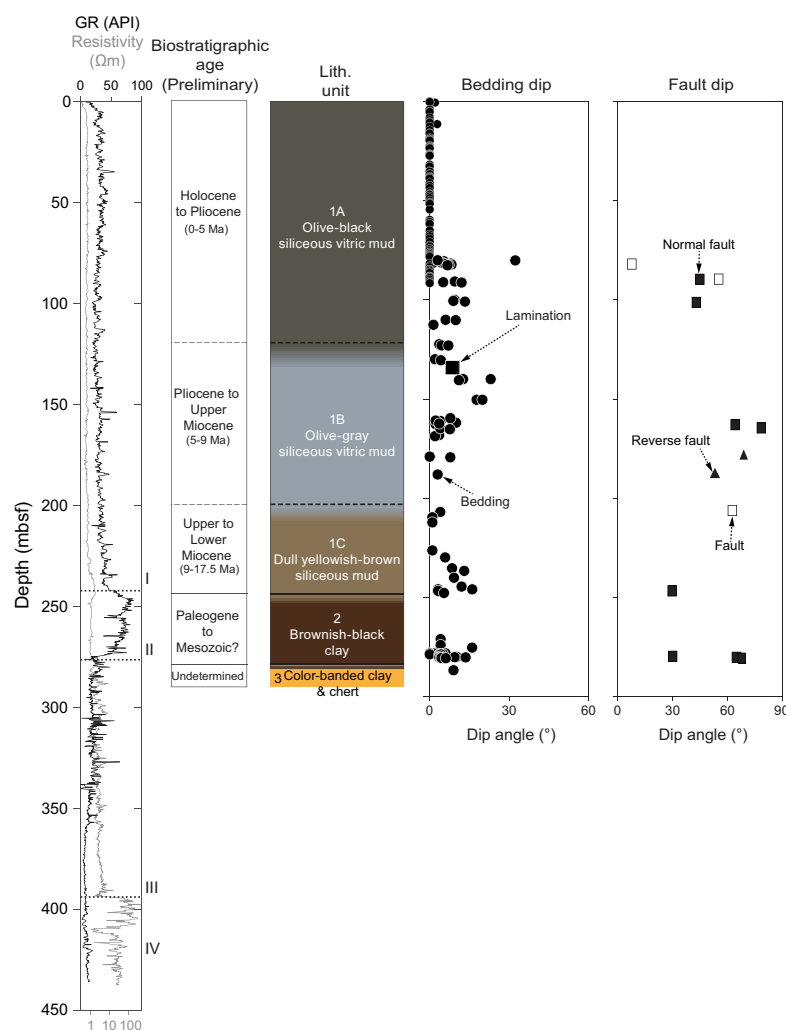 GR (API)
Resistivity
(Ωm)
0 50 100
Biostratigraphic
age
(Preliminary)
Lith.
unit
Bedding dip
Fault dip
Depth (mbsf)
0
50
100
150
200
250
300
350
400
450
1 10 100
I
II
III
IV
Holocene
to Pliocene
(0-5 Ma)
Pliocene to
Upper
Miocene
(5-9 Ma)
Upper to
Lower
Miocene
(9-17.5 Ma)
Paleogene
to
Mesozoic?
Undetermined
1A
Olive-black
siliceous vitric mud
1B
Olive-gray
siliceous vitric mud
1C
Dull yellowish-brown
siliceous mud
2
Brownish-black
clay
3 Color-banded clay
& chert
Lamination
Bedding
0 30 60
Dip angle (°)
Normal fault
Reverse fault
Fault
0 30 60 90
Dip angle (°)